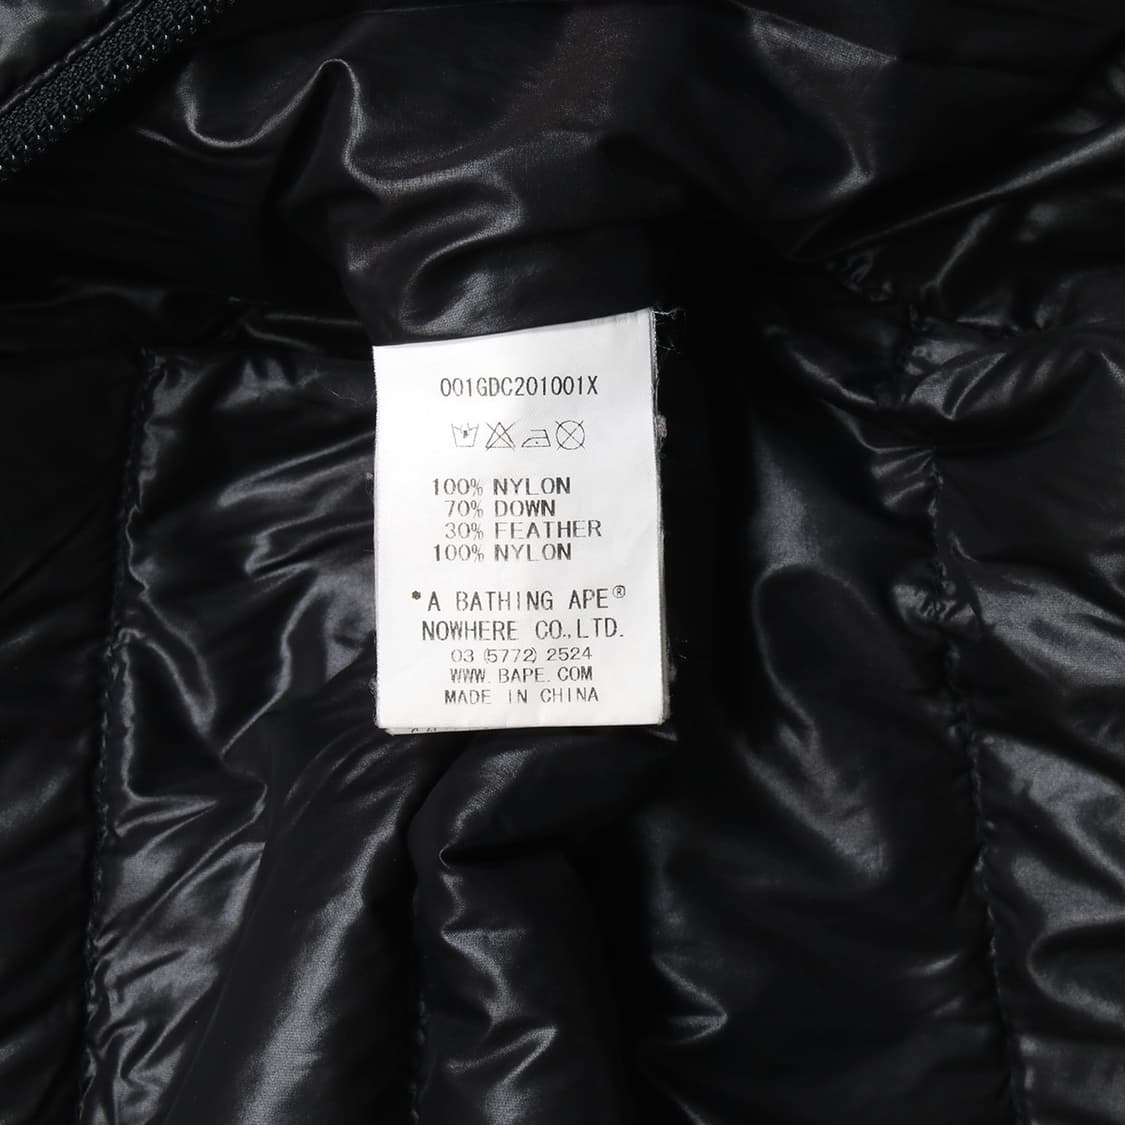 001GDC201001X
100% NYLON
70% DOWN
30% FEATHER
100% NYLON
*A BATHING APE®
NOWHERE CO.,LTD.
03 (5772) 2524
WWW. BAPE. COM
MADE IN CHINA